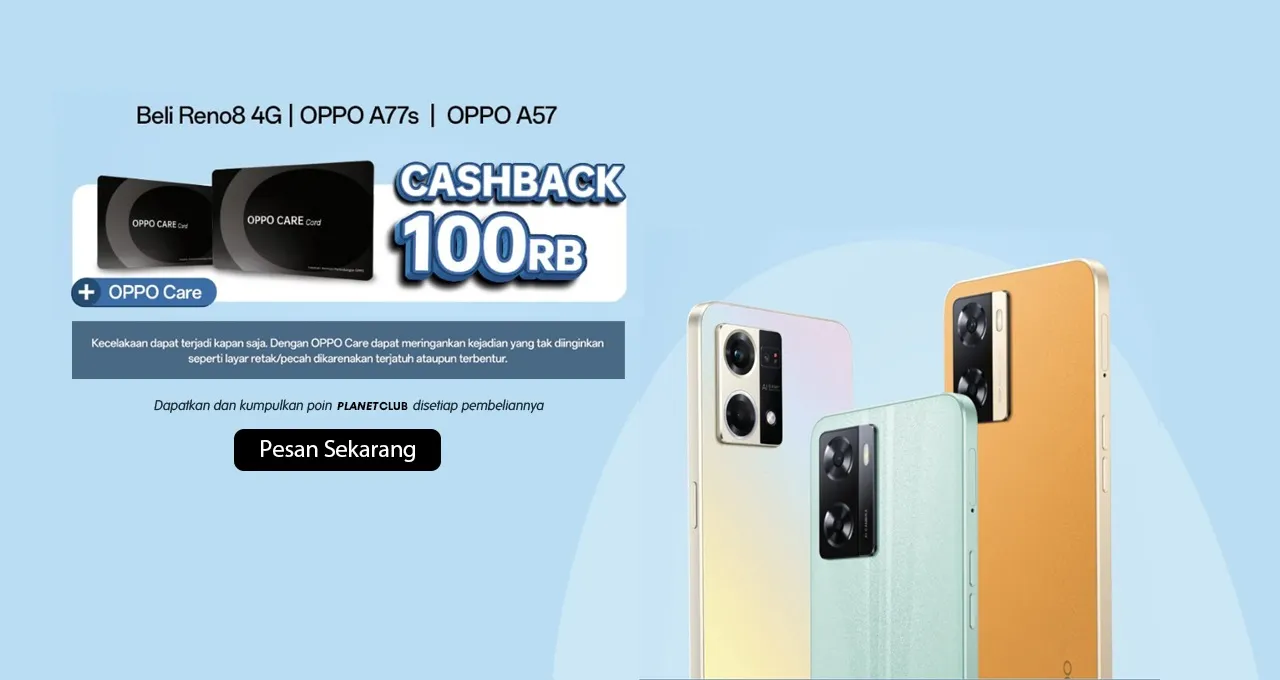 Beli Reno8 4G | OPPO A77s | OPPO A57
OPPO CARE Card
OPPO CARE Card
CASHBACK
100RB
+ OPPO Care
Kecelakaan dapat terjadi kapan saja. Dengan OPPO Care dapat meringankan kejadian yang tak diinginkan
seperti layar retak/pecah dikarenakan terjatuh ataupun terbentur.
Dapatkan dan kumpulkan poin PLANETCLUB disetiap pembeliannya
Pesan Sekarang